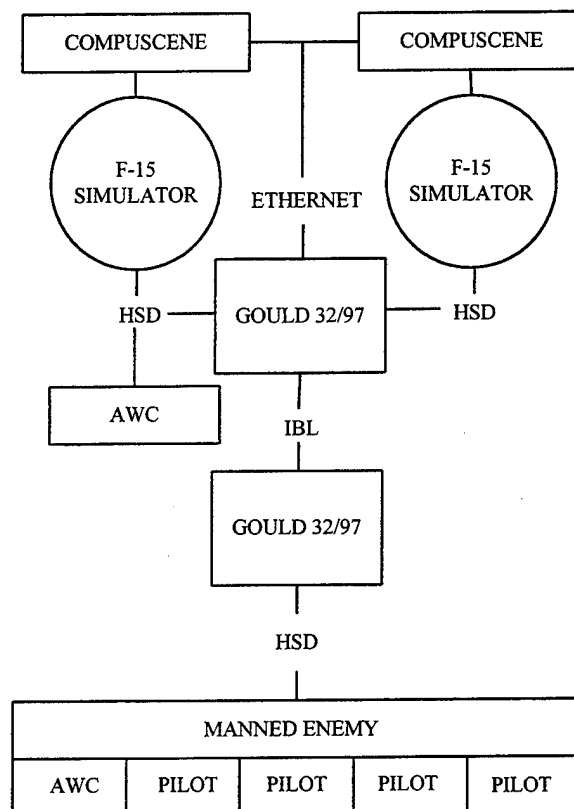 COMPUSCENE
COMPUSCENE
F-15
SIMULATOR
F-15
SIMULATOR
ETHERNET
HSD
GOULD 32/97
HSD
AWC
IBL
GOULD 32/97
HSD
MANNED ENEMY
AWC
PILOT
PILOT
PILOT
PILOT